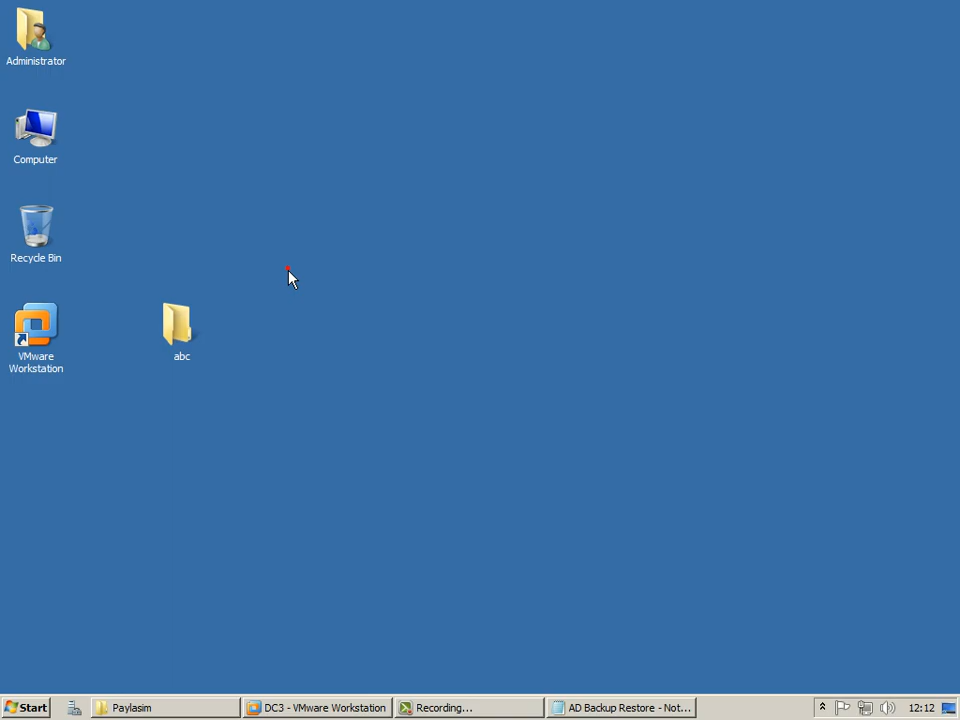 Administrator
Computer
Recycle Bin
VMware
Workstation
abc
Start
Paylasim
DC3 - VMware Workstation
Recording...
AD Backup Restore - Not...
12:12